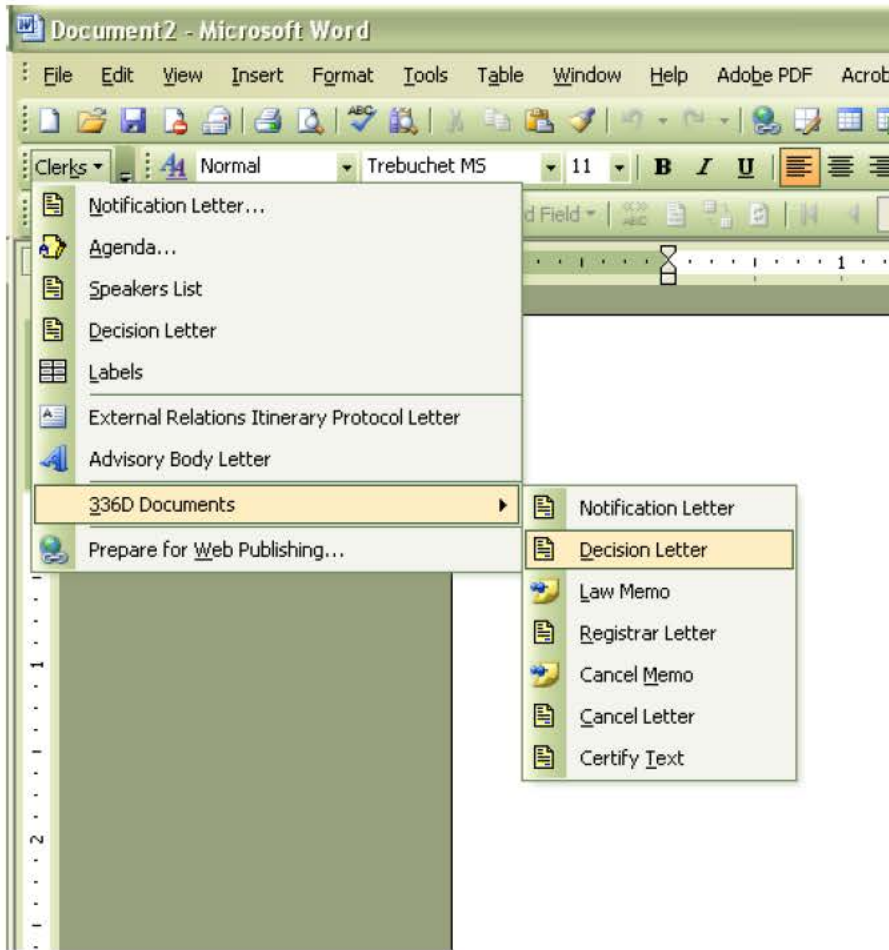 Document2 - Microsoft Word
File Edit View Insert Format Tools Table Window Help Adobe PDF Acrob
ABC
Clerks Normal Trebuchet MS 11 B I U
Notification Letter...
d Field
Agenda...
1
Speakers List
Decision Letter
Labels
External Relations Itinerary Protocol Letter
Advisory Body Letter
336D Documents
Prepare for Web Publishing...
Notification Letter
Decision Letter
Law Memo
Registrar Letter
Cancel Memo
Cancel Letter
Certify Text
1
2